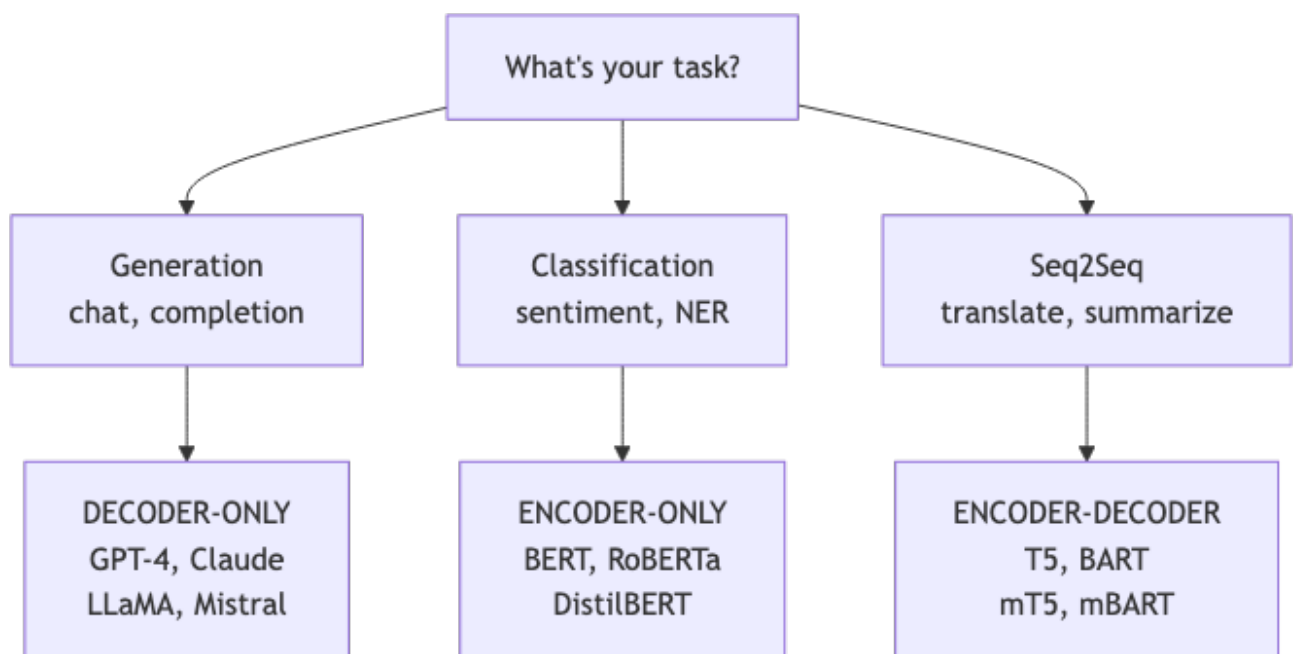 What's your task?
Generation
chat, completion
Classification
sentiment, NER
Seq2Seq
translate, summarize
DECODER-ONLY
GPT-4, Claude
LLaMA, Mistral
ENCODER-ONLY
BERT, RoBERTa
DistilBERT
ENCODER-DECODER
T5, BART
mT5, mBART